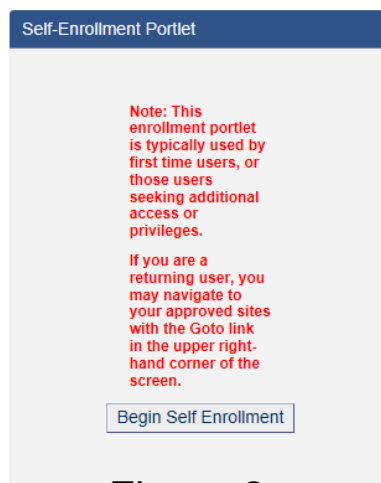 Self-Enrollment Portlet
Note: This
enrollment portlet
is typically used by
first time users, or
those users
seeking additional
access or
privileges.
If you are a
returning user, you
may navigate to
your approved sites
with the Goto link
in the upper right-
hand corner of the
screen.
Begin Self Enrollment